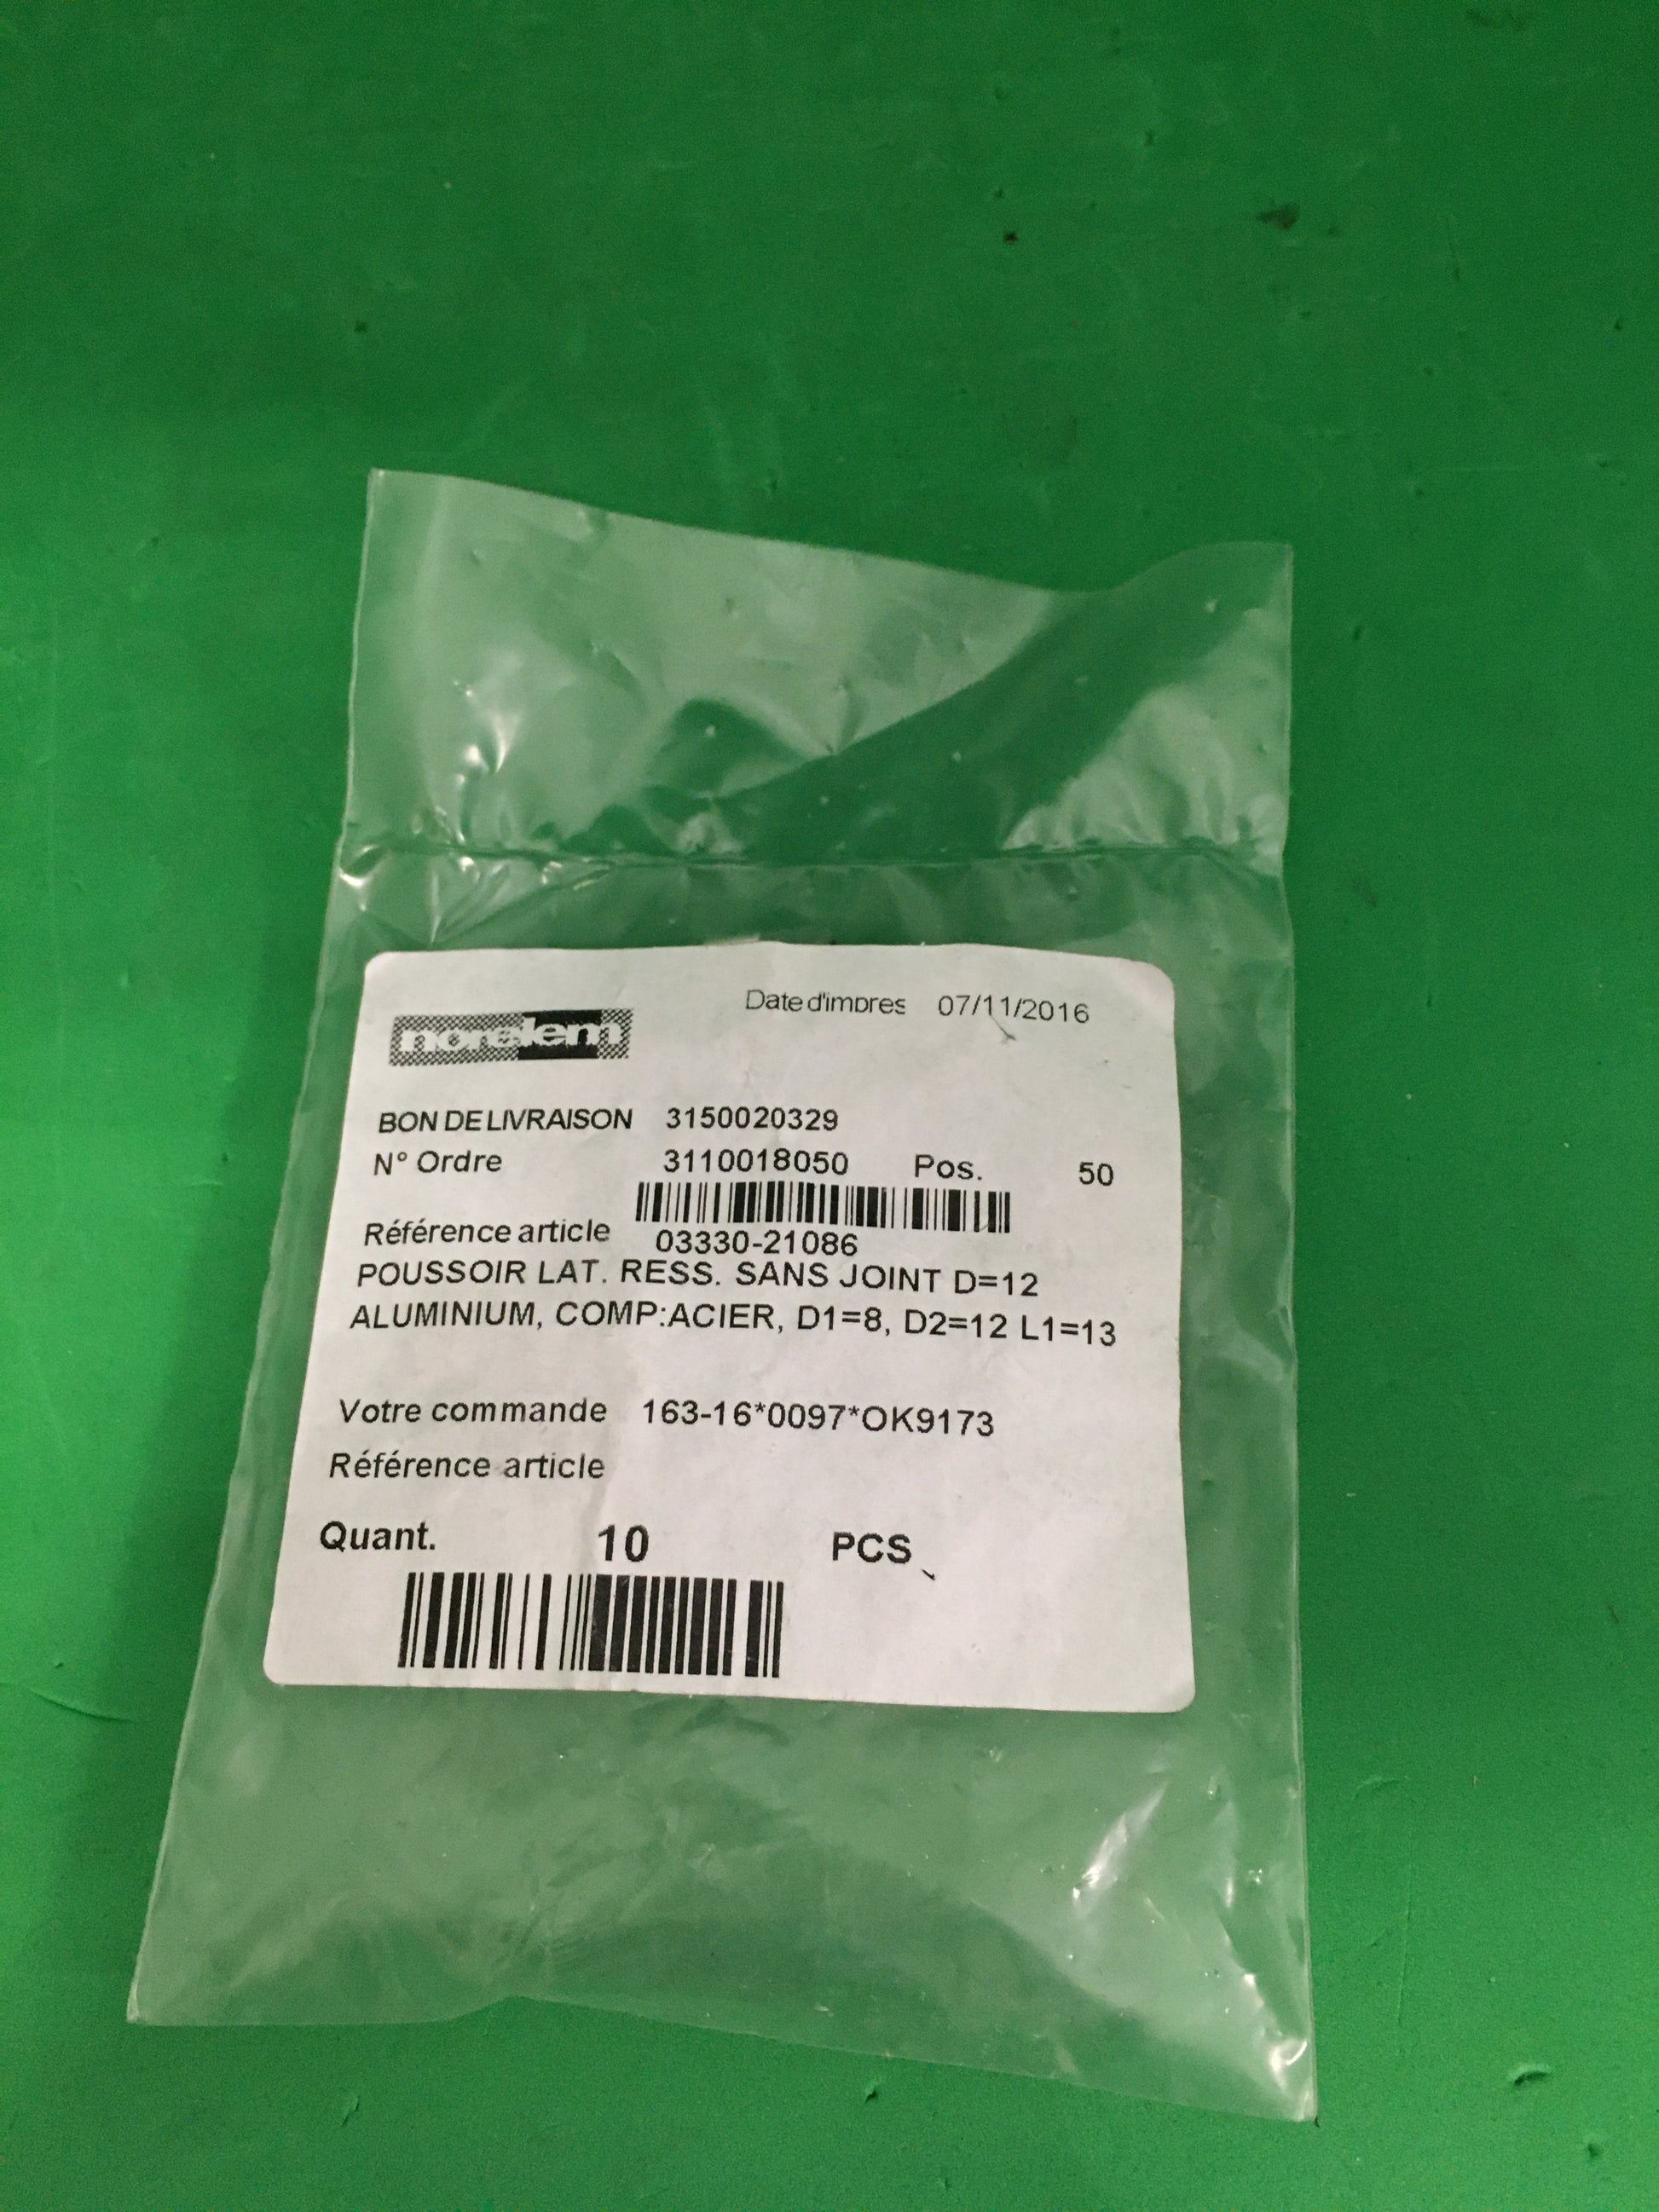 norelem
Date d'impres 07/11/2016
BON DE LIVRAISON 3150020329
N° Ordre 3110018050 Pos. 50
Référence article 03330-21086
POUSSOIR LAT. RESS. SANS JOINT D=12
ALUMINIUM, COMP:ACIER, D1=8, D2=12 L1=13
Votre commande 163-16*0097*OK9173
Référence article
Quant. 10 PCS